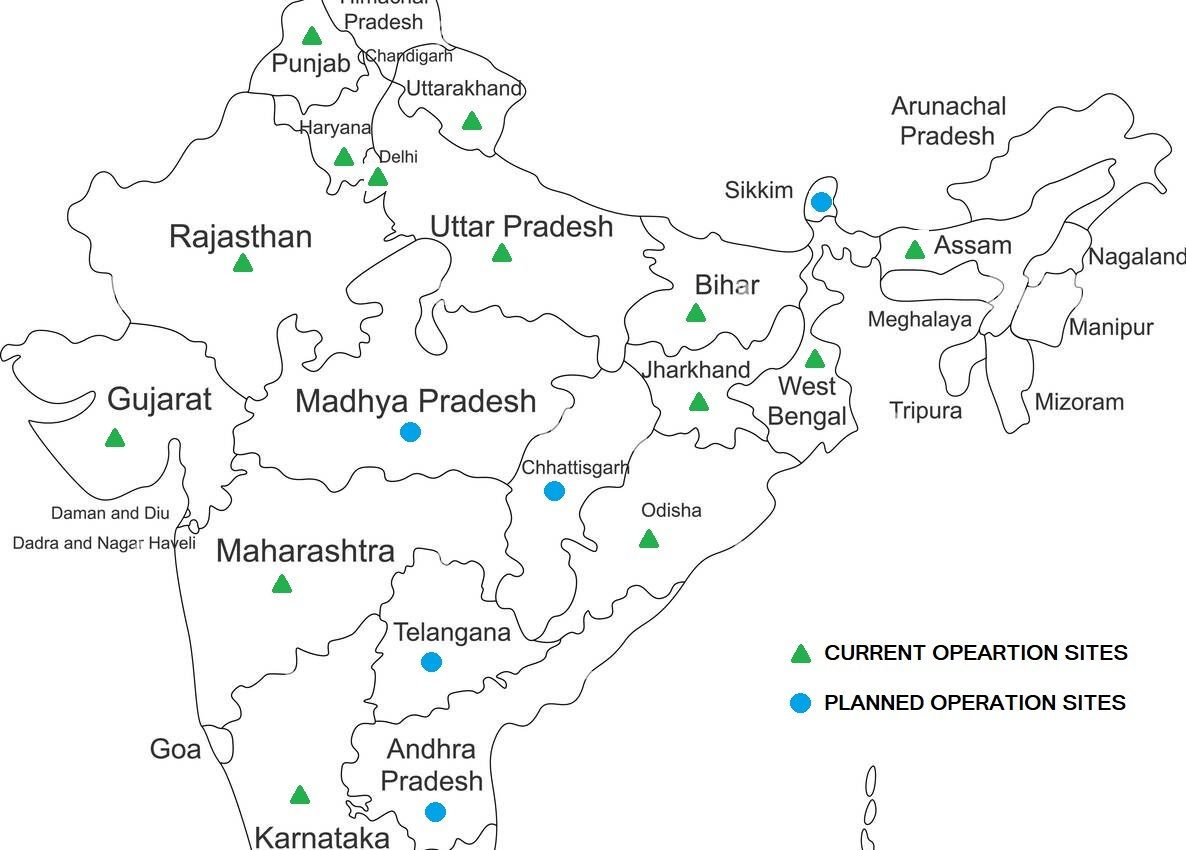 Himachal
Pradesh
Punjab
Chandigarh
Uttarakhand
Haryana
Delhi
Arunachal
Pradesh
Sikkim
Rajasthan
Uttar Pradesh
Assam
Nagaland
Bihar
Meghalaya
Manipur
Jharkhand
West
Bengal
Tripura
Mizoram
Gujarat
Madhya Pradesh
Chhattisgarh
Odisha
Daman and Diu
Dadra and Nagar Haveli
Maharashtra
Telangana
CURRENT OPEARTION SITES
PLANNED OPERATION SITES
Goa
Andhra
Pradesh
Karnataka